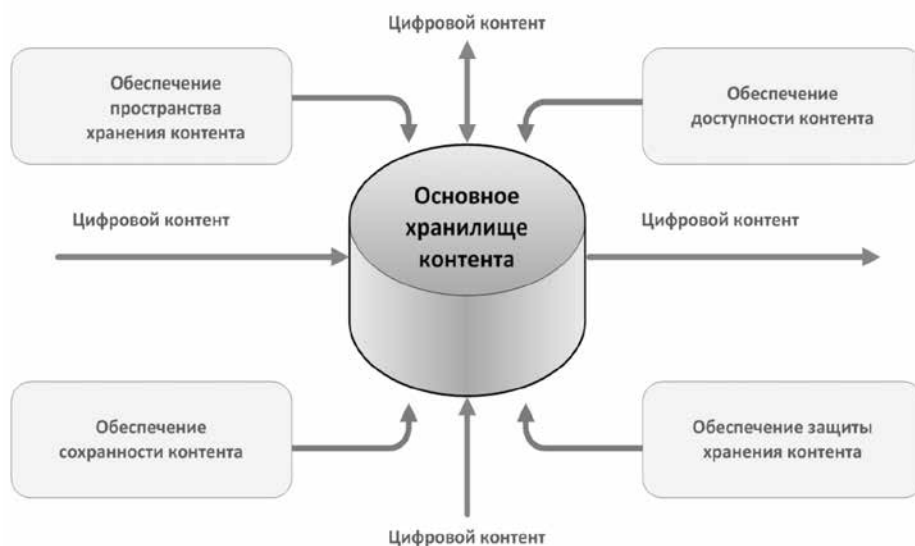 Цифровой контент
Обеспечение
пространства
хранения контента
Обеспечение
доступности контента
Основное
хранилище
контента
Цифровой контент
Цифровой контент
Обеспечение
сохранности контента
Обеспечение защиты
хранения контента
Цифровой контент